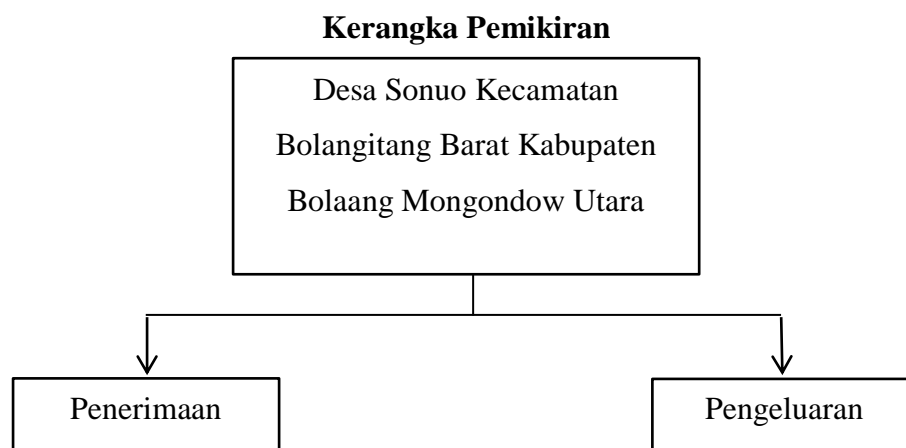 Kerangka Pemikiran
Desa Sonuo Kecamatan
Bolangitang Barat Kabupaten
Bolaang Mongondow Utara
Penerimaan
Pengeluaran